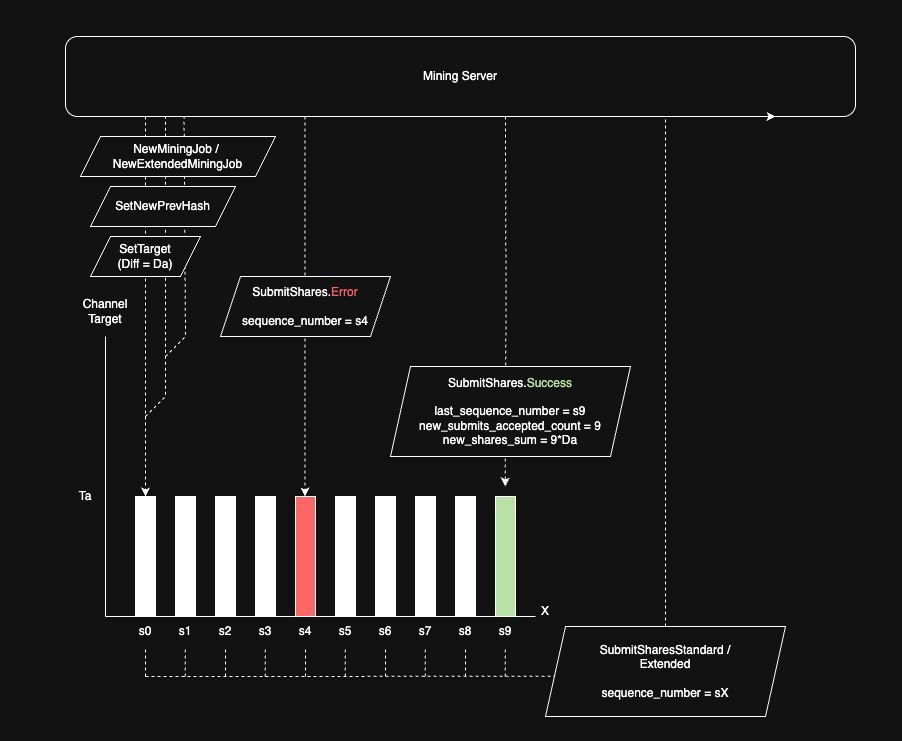 Mining Server
NewMiningJob /
NewExtendedMiningJob
SetNewPrevHash
SetTarget
(Diff = Da)
Channel
Target
SubmitShares.Error
sequence_number = s4
SubmitShares.Success
last_sequence_number = s9
new_submits_accepted_count = 9
new_shares_sum = 9*Da
Ta
X
s0 s1 s2 s3 s4 s5 s6 s7 s8 s9
SubmitSharesStandard /
Extended
sequence_number = sX